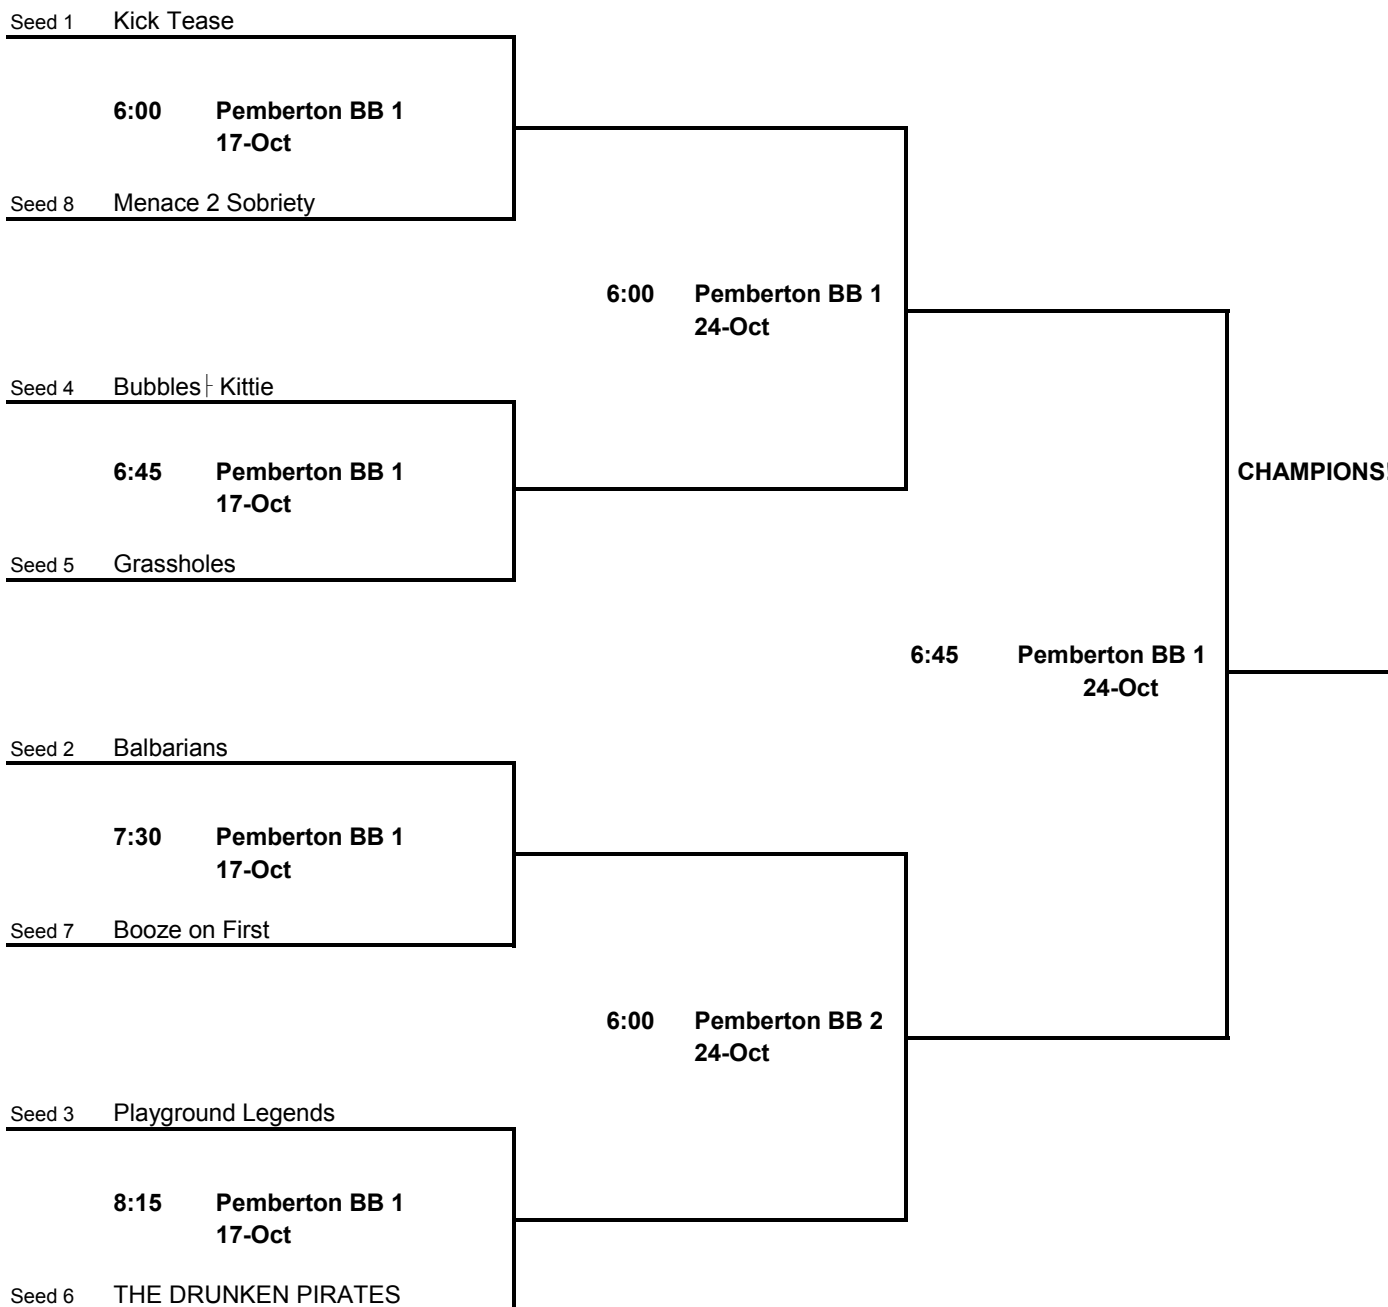 Seed 1 Kick Tease
6:00 Pemberton BB 1
17-Oct
Seed 8 Menace 2 Sobriety
6:00 Pemberton BB 1
24-Oct
Seed 4 Bubbles├ Kittie
6:45 Pemberton BB 1
17-Oct
CHAMPIONS!
Seed 5 Grassholes
6:45 Pemberton BB 1
24-Oct
Seed 2 Balbarians
7:30 Pemberton BB 1
17-Oct
Seed 7 Booze on First
6:00 Pemberton BB 2
24-Oct
Seed 3 Playground Legends
8:15 Pemberton BB 1
17-Oct
Seed 6 THE DRUNKEN PIRATES